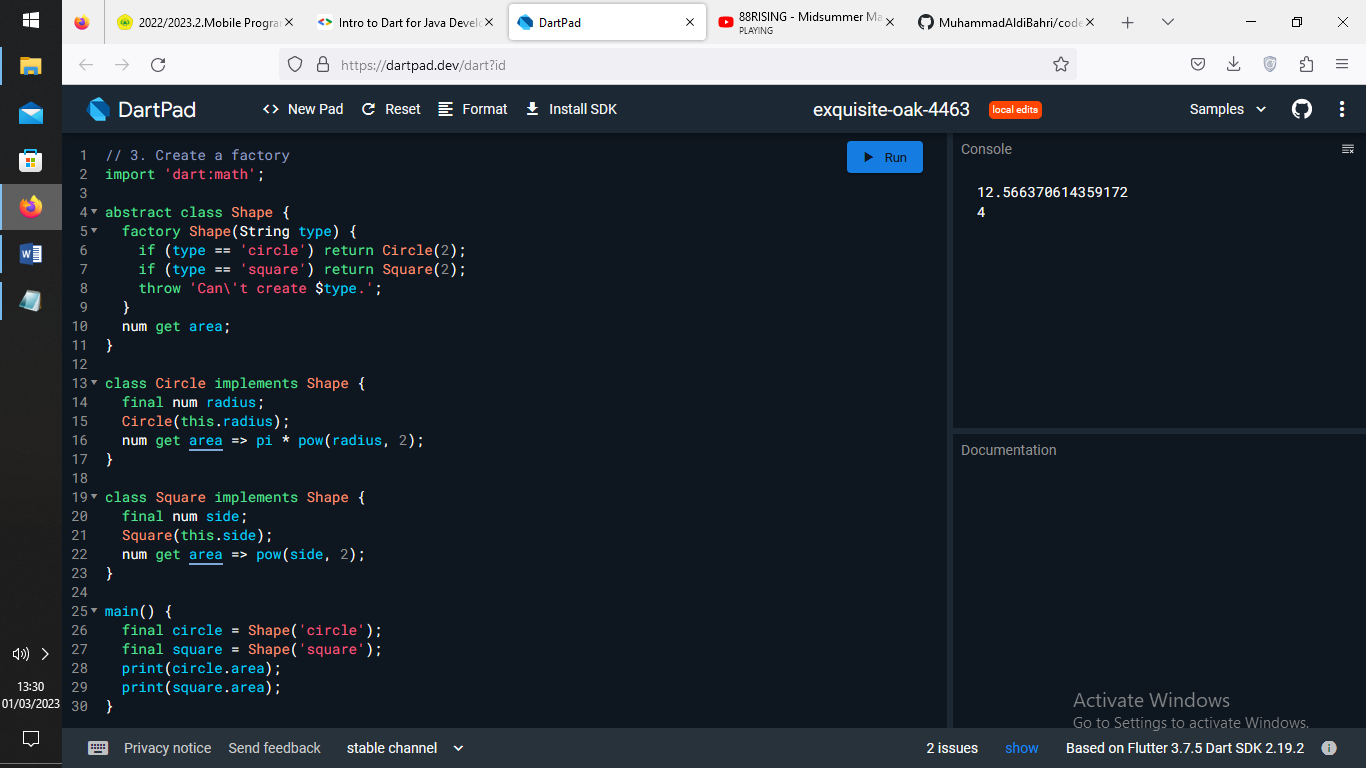 2022/2023.2.Mobile Progra
Intro to Dart for Java Devel
DartPad
88RISING - Midsummer Ma
PLAYING
MuhammadAldiBahri/code
https://dartpad.dev/dart?id
DartPad
<> New Pad
Reset
Format
Install SDK
exquisite-oak-4463
local edits
Samples
1 // 3. Create a factory
2 import 'dart:math';
3
4 abstract class Shape {
5 factory Shape(String type) {
6 if (type == 'circle') return Circle(2);
7 if (type == 'square') return Square(2);
8 throw 'Can\'t create $type.';
9 }
10 num get area;
11 }
12
13 class Circle implements Shape {
14 final num radius;
15 Circle(this.radius);
16 num get area => pi * pow(radius, 2);
17 }
18
19 class Square implements Shape {
20 final num side;
21 Square(this.side);
22 num get area => pow(side, 2);
23 }
24
25 main() {
26 final circle = Shape('circle');
27 final square = Shape('square');
28 print(circle.area);
29 print(square.area);
30 }
Run
Console
12.566370614359172
4
Documentation
Activate Windows
Go to Settings to activate Windows.
13:30
01/03/2023
Privacy notice
Send feedback
stable channel
2 issues
show
Based on Flutter 3.7.5 Dart SDK 2.19.2